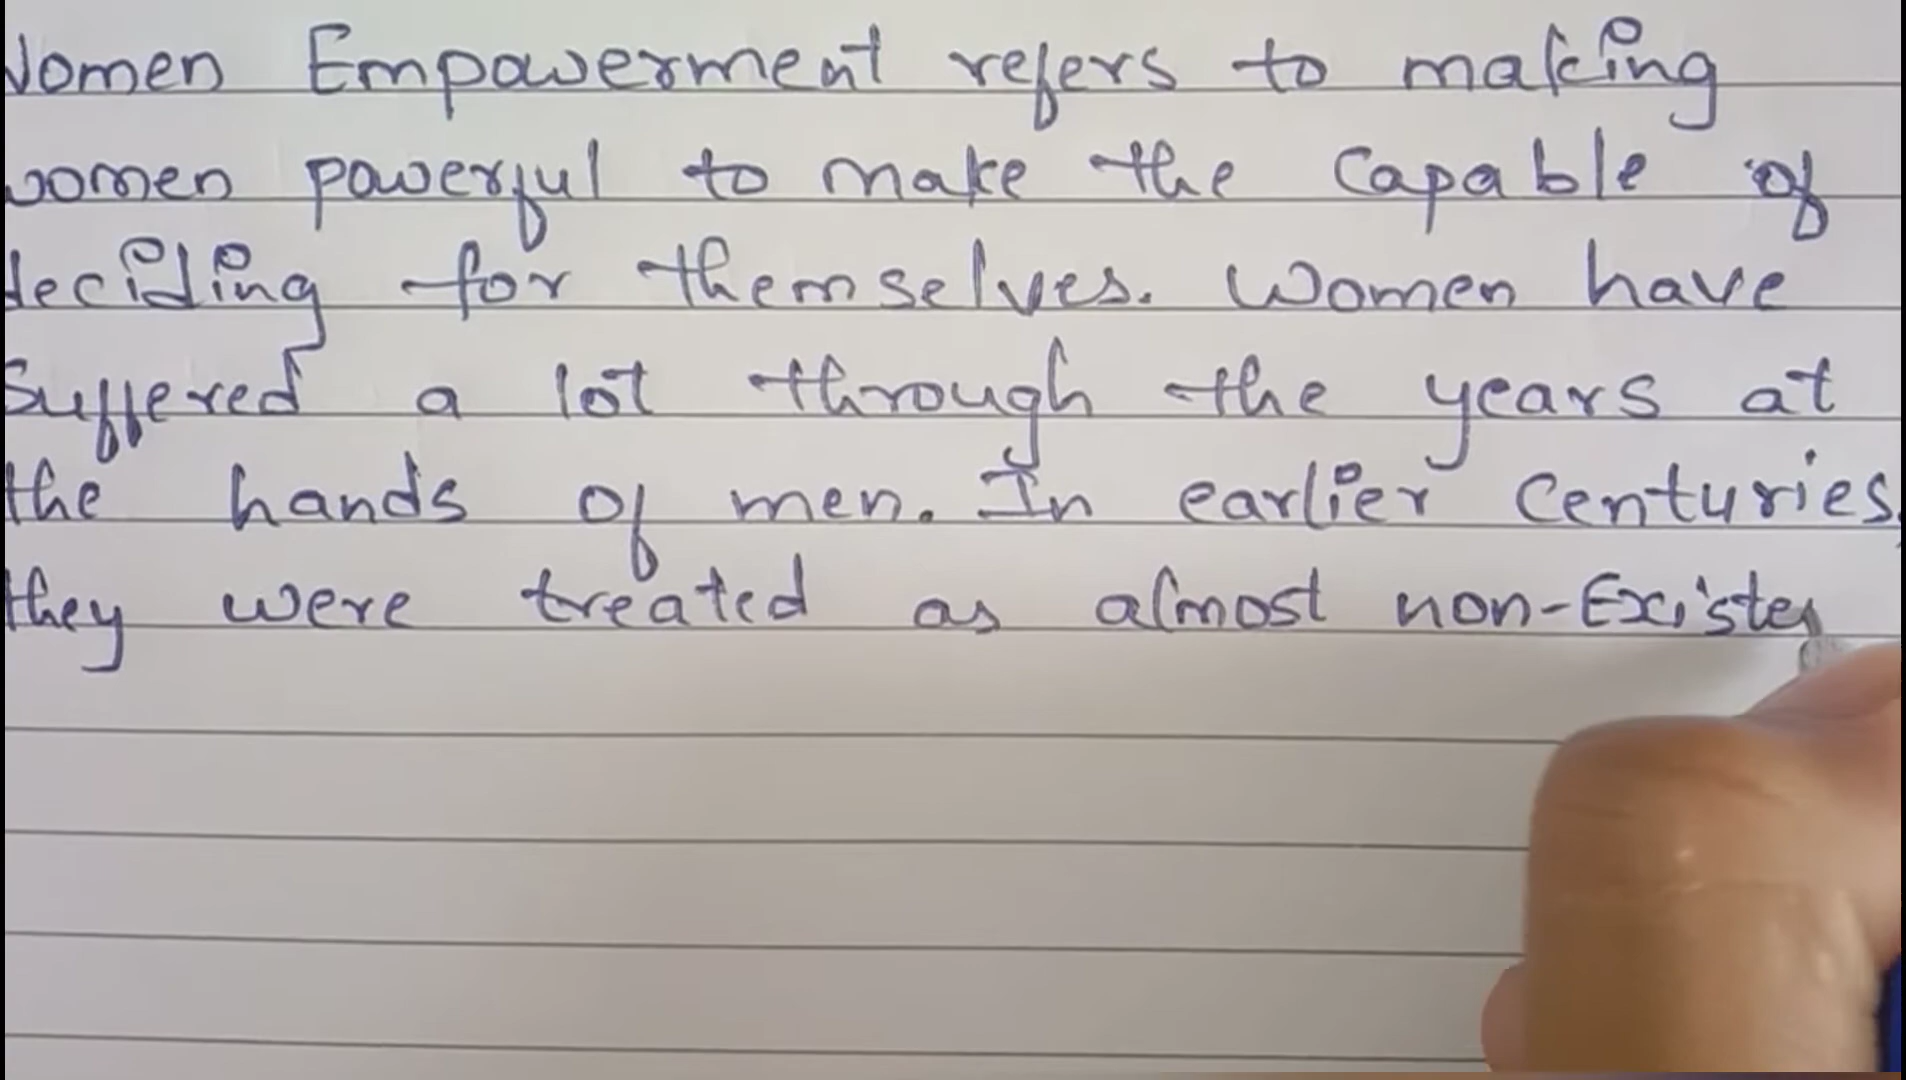 Women Empowerment refers to making
women powerful to make the capable of
deciding for themselves. Women have
Suffered a lot through the years at
the hands of men. In earlier Centuries,
they were treated as almost non-Existen